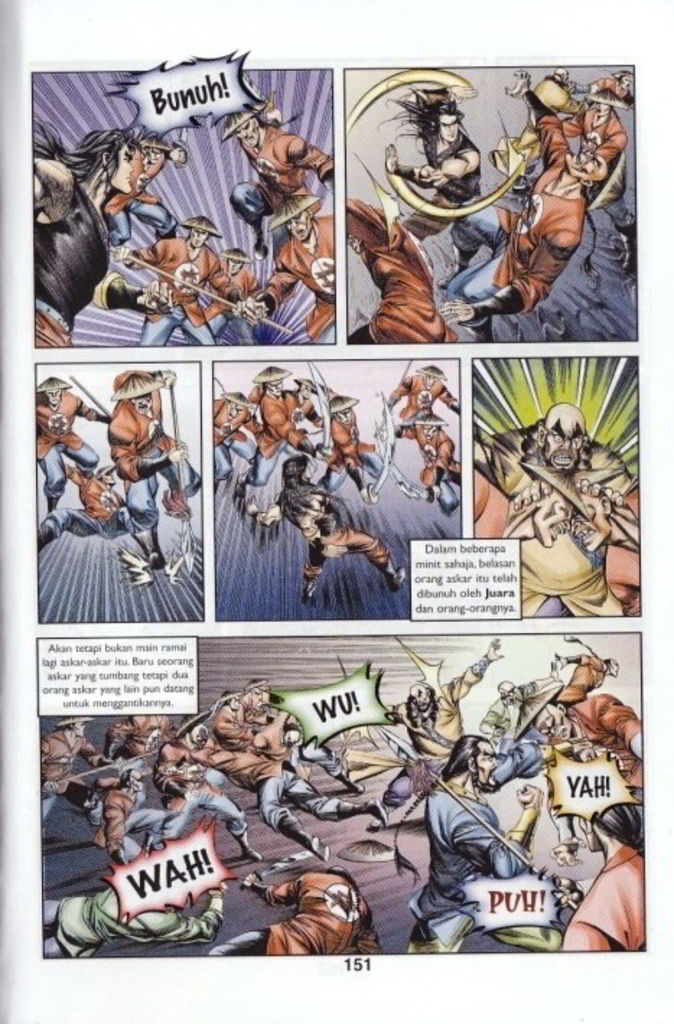 Bunuh!
Dalam beberapa
minit sahaja, belasan
orang askar itu telah
dibunuh oleh Juara
dan orang-orangnya.
Akan tetapi bukan main ramai
lagi askar-askar itu. Baru seorang
askar yang tumbang tetapi dua
orang askar yang lain pun datang
untuk menggantikannya.
WU!
YAH!
WAH!
PUH!
151